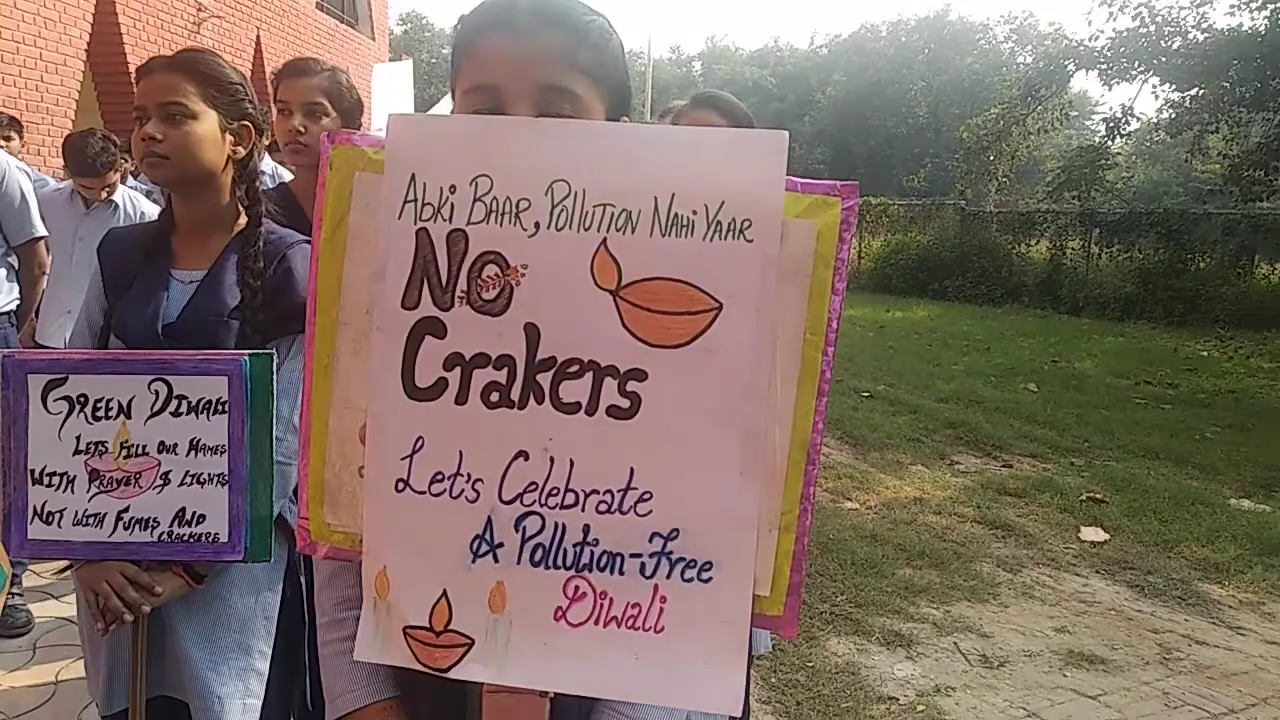 Abki Baar, Pollution Nahi Yaar
No
Crakers
Let's Celebrate
A Pollution-Free
Diwali
Green Diwali
Lets Fill Our Hames
With Prayer & Lights
Not With Fumes And
Crackers